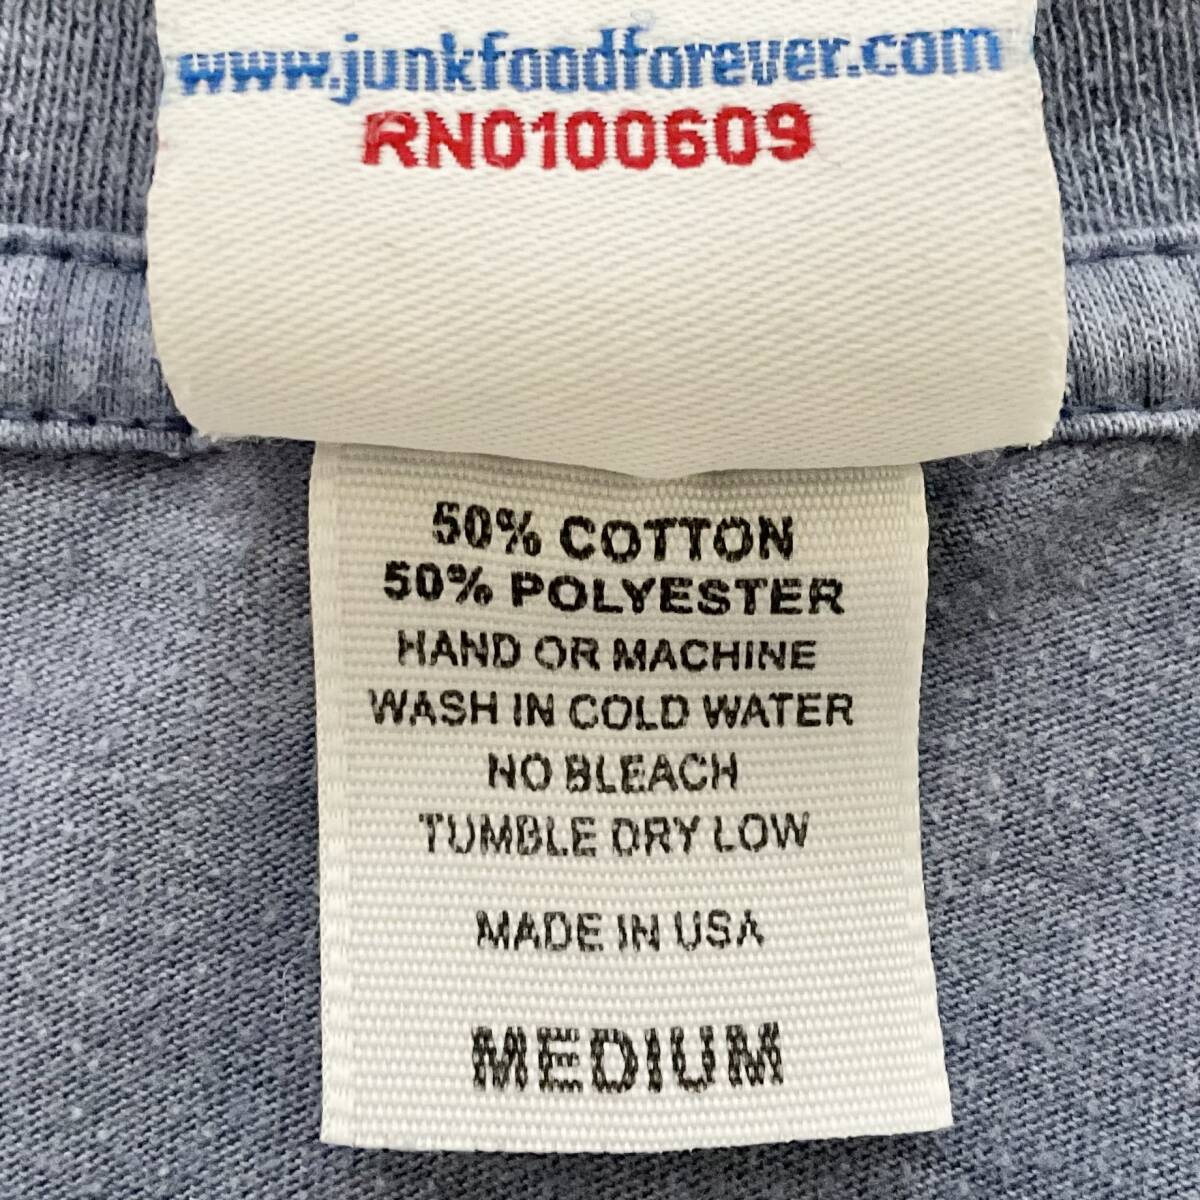 www.junkfoodforever.com
RN0100609
50% COTTON
50% POLYESTER
HAND OR MACHINE
WASH IN COLD WATER
NO BLEACH
TUMBLE DRY LOW
MADE IN USA
MEDIUM